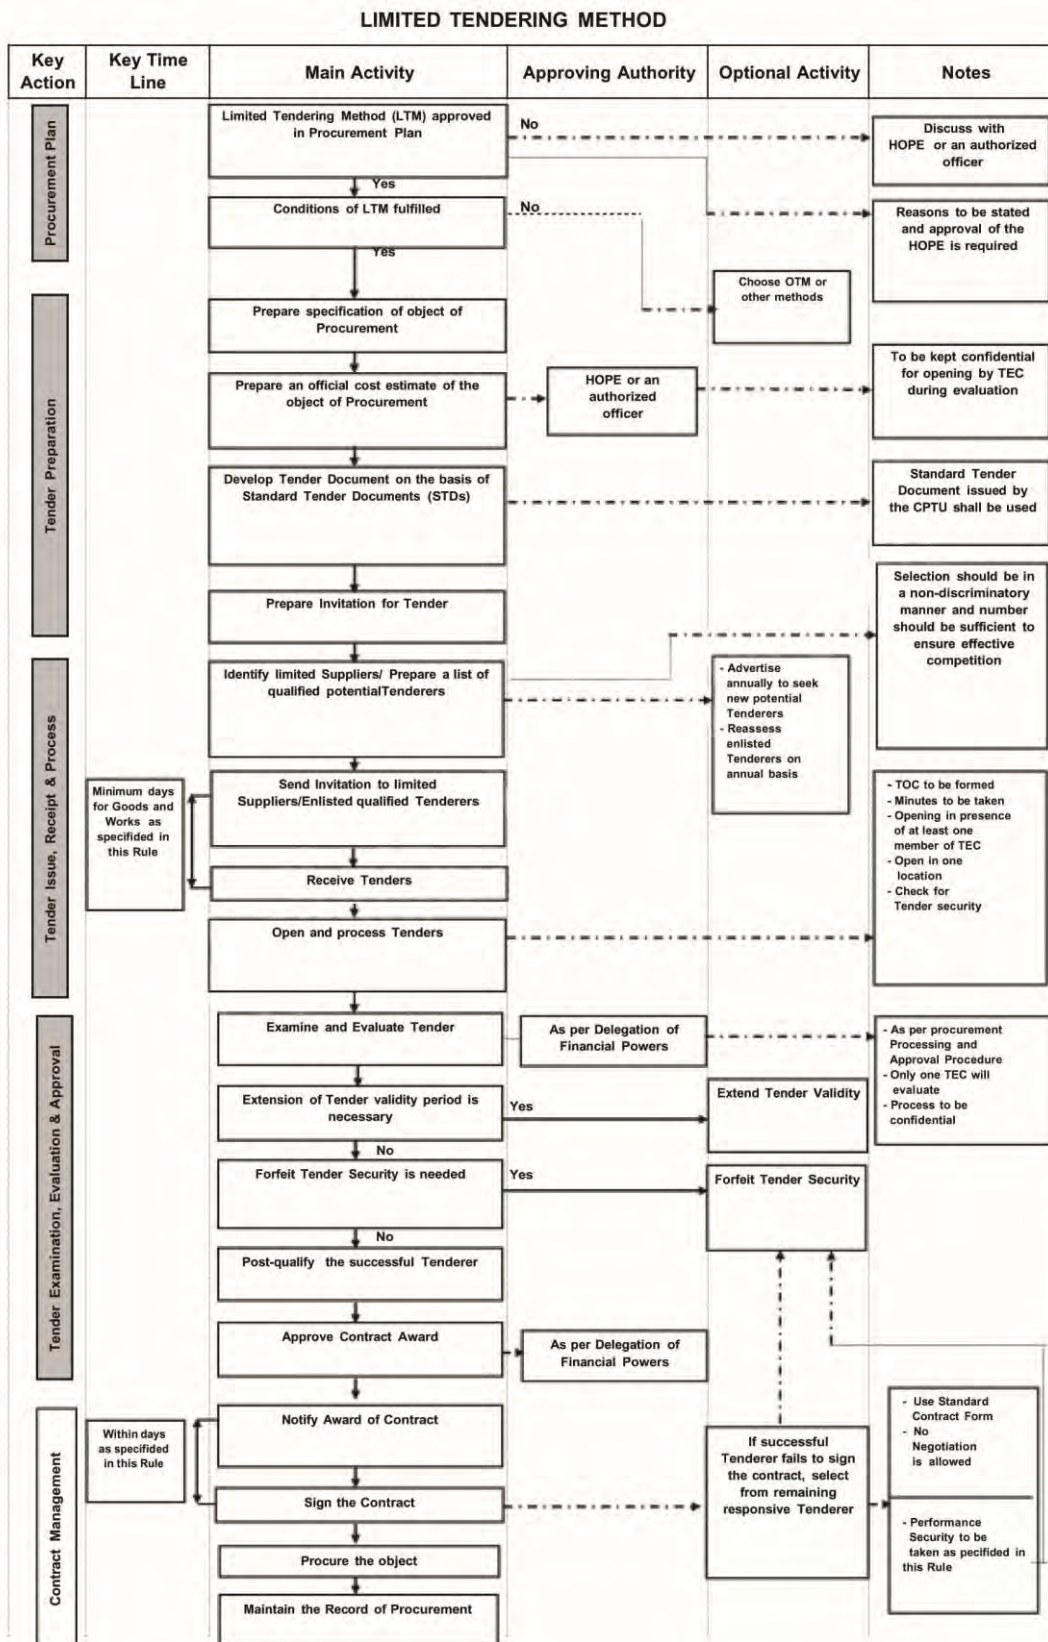 LIMITED TENDERING METHOD
Key
Action
Key Time
Line
Main Activity
Approving Authority
Optional Activity
Notes
Procurement Plan
Limited Tendering Method (LTM) approved
in Procurement Plan
No
Discuss with
HOPE or an authorized
officer
Yes
Conditions of LTM fulfilled
No
Reasons to be stated
and approval of the
HOPE is required
Yes
Choose OTM or
other methods
Tender Preparation
Prepare specification of object of
Procurement
Prepare an official cost estimate of the
object of Procurement
HOPE or an
authorized
officer
To be kept confidential
for opening by TEC
during evaluation
Develop Tender Document on the basis of
Standard Tender Documents (STDs)
Standard Tender
Document issued by
the CPTU shall be used
Prepare Invitation for Tender
Selection should be in
a non-discriminatory
manner and number
should be sufficient to
ensure effective
competition
Tender Issue, Receipt & Process
Identify limited Suppliers/ Prepare a list of
qualified potentialTenderers
- Advertise
annually to seek
new potential
Tenderers
- Reassess
enlisted
Tenderers on
annual basis
Minimum days
for Goods and
Works as
specifided in
this Rule
Send Invitation to limited
Suppliers/Enlisted qualified Tenderers
Receive Tenders
- TOC to be formed
- Minutes to be taken
- Opening in presence
of at least one
member of TEC
- Open in one
location
- Check for
Tender security
Open and process Tenders
Tender Examination, Evaluation & Approval
Examine and Evaluate Tender
As per Delegation of
Financial Powers
- As per procurement
Processing and
Approval Procedure
- Only one TEC will
evaluate
- Process to be
confidential
Extension of Tender validity period is
necessary
Yes
Extend Tender Validity
No
Forfeit Tender Security is needed
Yes
Forfeit Tender Security
No
Post-qualify the successful Tenderer
Approve Contract Award
As per Delegation of
Financial Powers
Contract Management
Within days
as specifided
in this Rule
Notify Award of Contract
Sign the Contract
If successful
Tenderer fails to sign
the contract, select
from remaining
responsive Tenderer
- Use Standard
Contract Form
- No
Negotiation
is allowed
- Performance
Security to be
taken as pecifided in
this Rule
Procure the object
Maintain the Record of Procurement